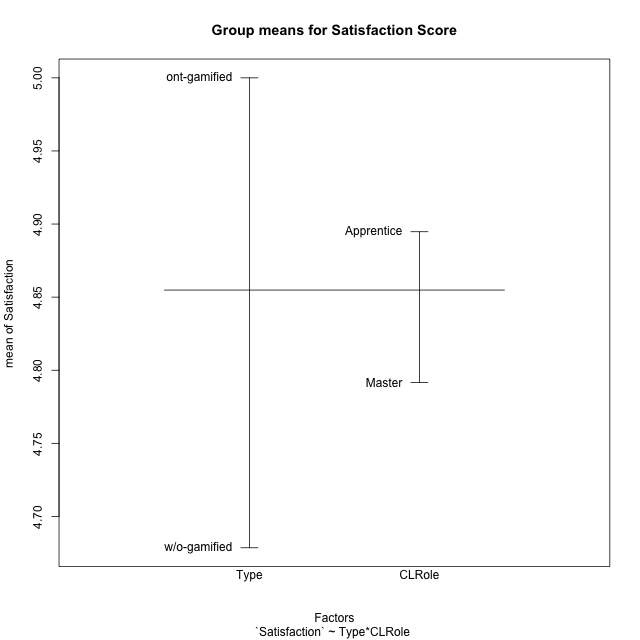 Group means for Satisfaction Score
mean of Satisfaction
5.00
4.95
4.90
4.85
4.80
4.75
4.70
ont-gamified
Apprentice
Master
w/o-gamified
Type
CLRole
Factors
`Satisfaction` ~ Type*CLRole